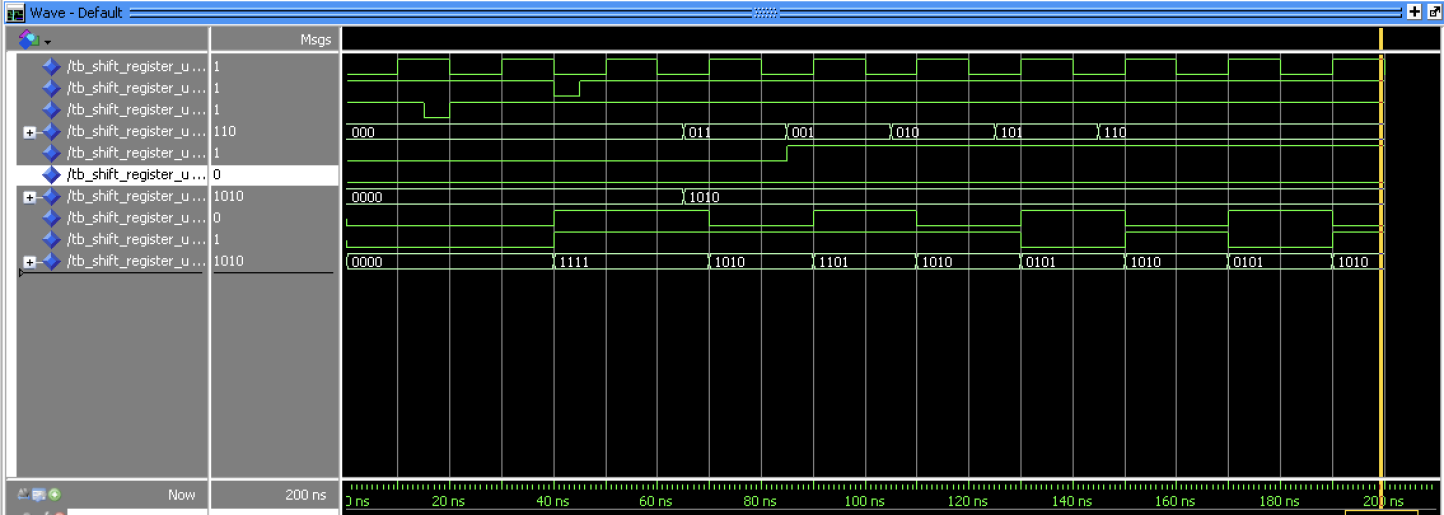 Wave - Default
Msgs
/tb_shift_register_u... 1
/tb_shift_register_u... 1
/tb_shift_register_u... 1
/tb_shift_register_u... 110 000 011 001 010 101 110
/tb_shift_register_u... 1
/tb_shift_register_u... 0
/tb_shift_register_u... 1010 0000 1010
/tb_shift_register_u... 0
/tb_shift_register_u... 1
/tb_shift_register_u... 1010 0000 1111 1010 1101 1010 0101 1010 0101 1010
Now 200 ns ns 20 ns 40 ns 60 ns 80 ns 100 ns 120 ns 140 ns 160 ns 180 ns 200 ns